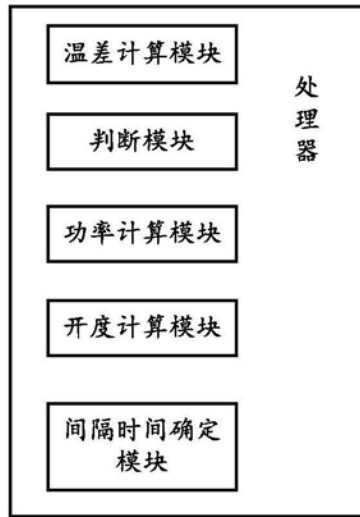 温差计算模块
判断模块
功率计算模块
开度计算模块
间隔时间确定
模块
处
理
器